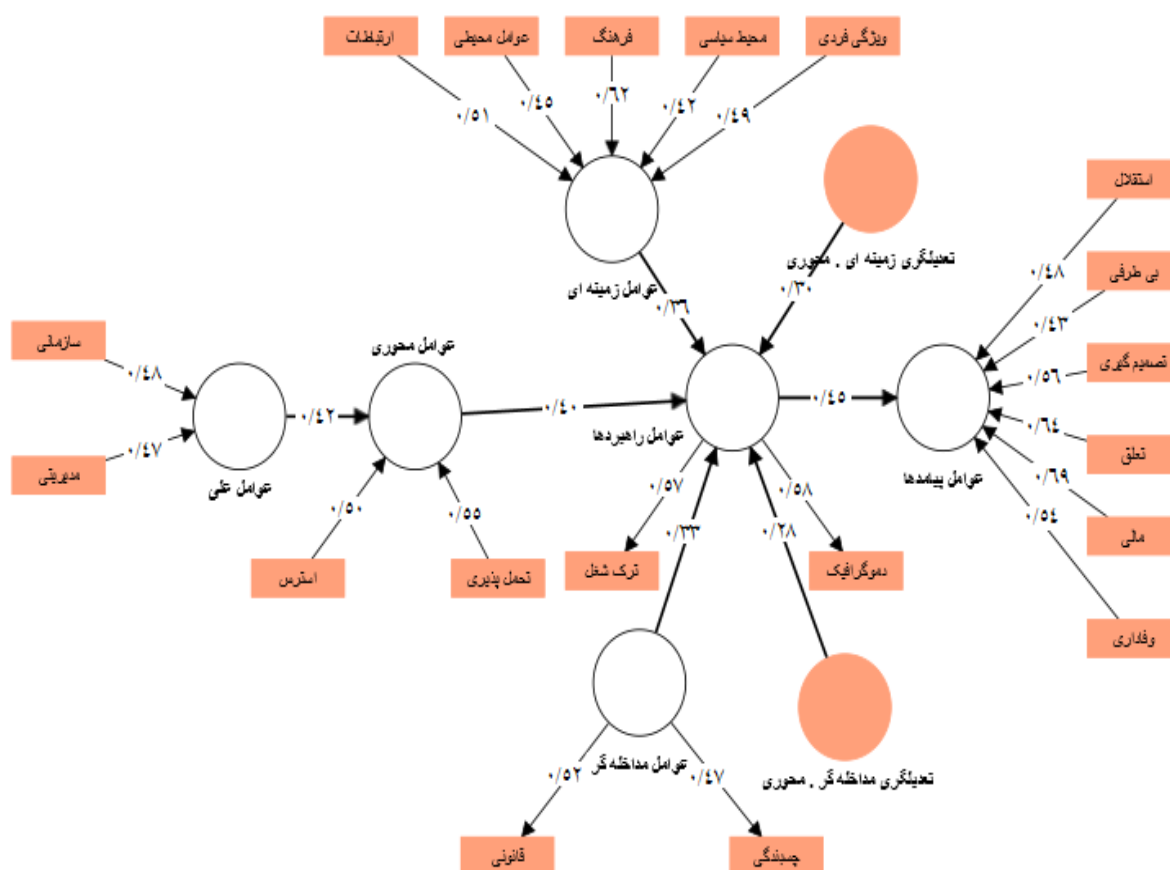 ارتباطات
عوامل محیطی
فرهنگ
محیط سیاسی
ویژگی فردی
۰/۵۱
۰/۴۵
۰/۶۲
۰/۴۲
۰/۴۹
استقلال
بی طرفی
تصمیم گیری
تعلق
مالی
وفاداری
۰/۴۸
۰/۴۳
۰/۵۶
۰/۶۴
۰/۶۹
۰/۵۴
تعدیلگری زمینه ای . محوری
۰/۳۰
عوامل زمینه ای
۰/۳۶
سازمانی
۰/۴۸
مدیریتی
۰/۴۷
عوامل علی
۰/۴۲
عوامل محوری
۰/۴۰
عوامل راهبردها
۰/۴۵
عوامل پیامدها
۰/۵۰
۰/۵۵
استرس
تحمل پذیری
۰/۵۷
۰/۵۸
ترک شغل
دموگرافیک
۰/۳۳
۰/۲۸
عوامل مداخله گر
تعدیلگری مداخله گر . محوری
۰/۵۲
۰/۴۷
قانونی
چسبندگی